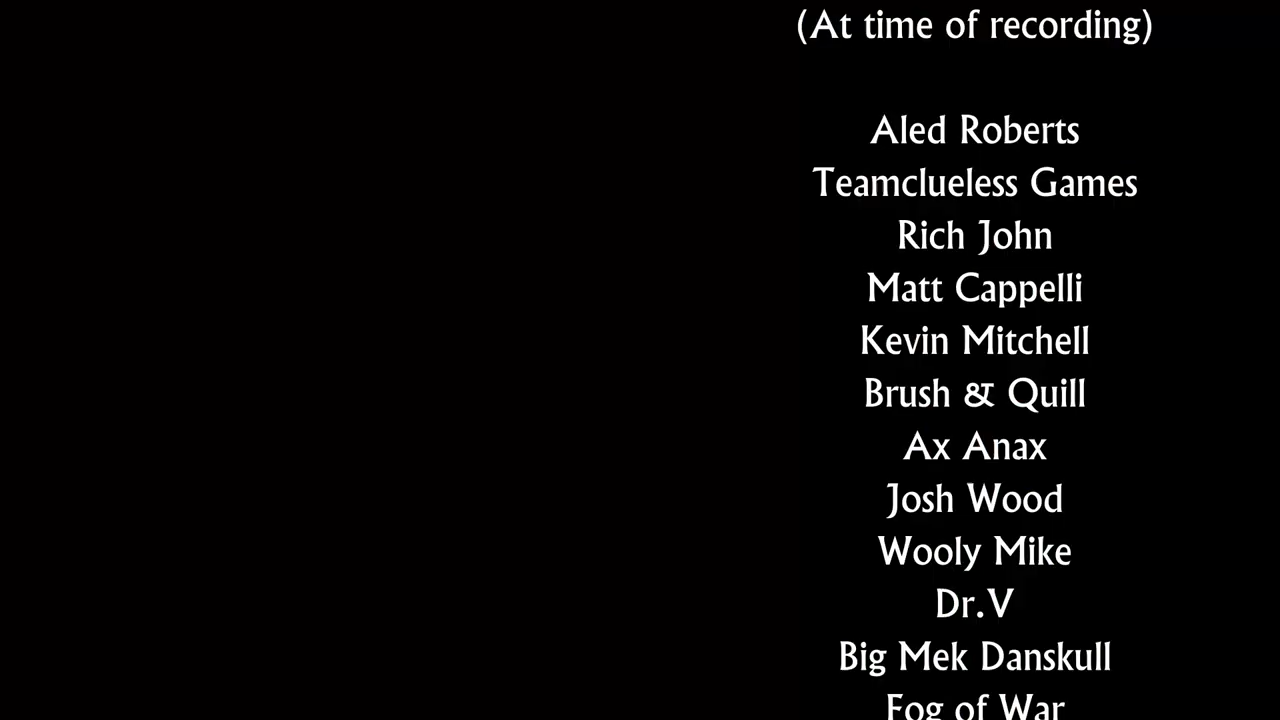 (At time of recording)
Aled Roberts
Teamclueless Games
Rich John
Matt Cappelli
Kevin Mitchell
Brush & Quill
Ax Anax
Josh Wood
Wooly Mike
Dr.V
Big Mek Danskull
Fog of War